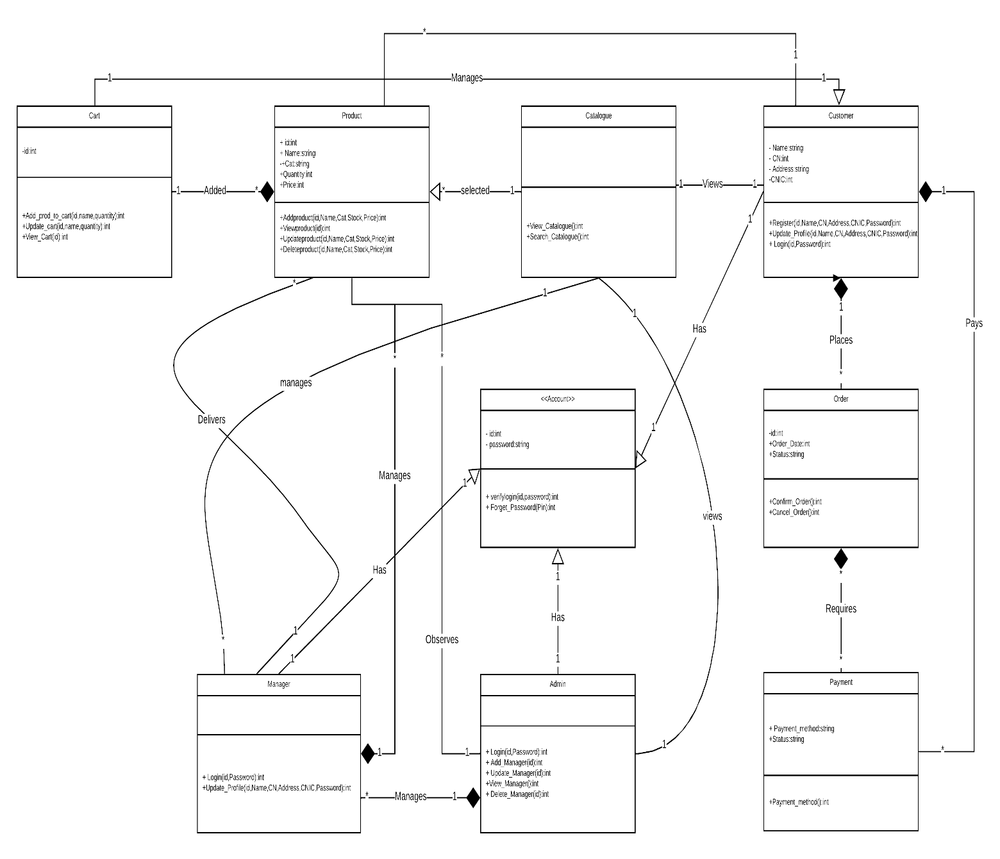 *
1
1
Manages
1
Cart
-id:int
+Add_prod_to_cart(id,name,quantity):int
+Update_cart(id,name,quantity):int
+View_Cart(id):int
1
Added
*
Product
+ id:int
+ Name:string
-+Cat:string
+Quantity:int
+Price:int
+Addproduct(id,Name,Cat,Stock,Price):int
+Viewproduct(id):int
+Updateproduct(id,Name,Cat,Stock,Price):int
+Deleteproduct(id,Name,Cat,Stock,Price):int
*
selected
1
Catalogue
+View_Catalogue():int
+Search_Catalogue():int
1
Views
1
Customer
- Name:string
- CN:int
- Address:string
-CNIC:int
+Register(id,Name,CN,Address,CNIC,Password):int
+Update_Profile(id,Name,CN,Address,CNIC,Password):int
+ Login(id,Password):int
1
1
*
1
1
1
Has
Places
Pays
*
*
*
manages
Delivers
1
Manages
1
Has
<<Account>>
- id:int
- password:string
+ verifylogin(id,password):int
+ Forget_Password(Pin):int
views
Order
-id:int
+Order_Date:int
+Status:string
+Confirm_Order():int
+Cancel_Order():int
1
Has
1
*
Requires
*
*
1
1
Observes
Manager
+ Login(id,Password):int
+Update_Profile(id,Name,CN,Address,CNIC,Password):int
1
1
*
Manages
1
Admin
+ Login(id,Password):int
+ Add_Manager(id):int
+ Update_Manager(id):int
+View_Manager():int
+ Delete_Manager(id):int
1
Payment
+ Payment_method:string
+Status:string
+Payment_method():int
*